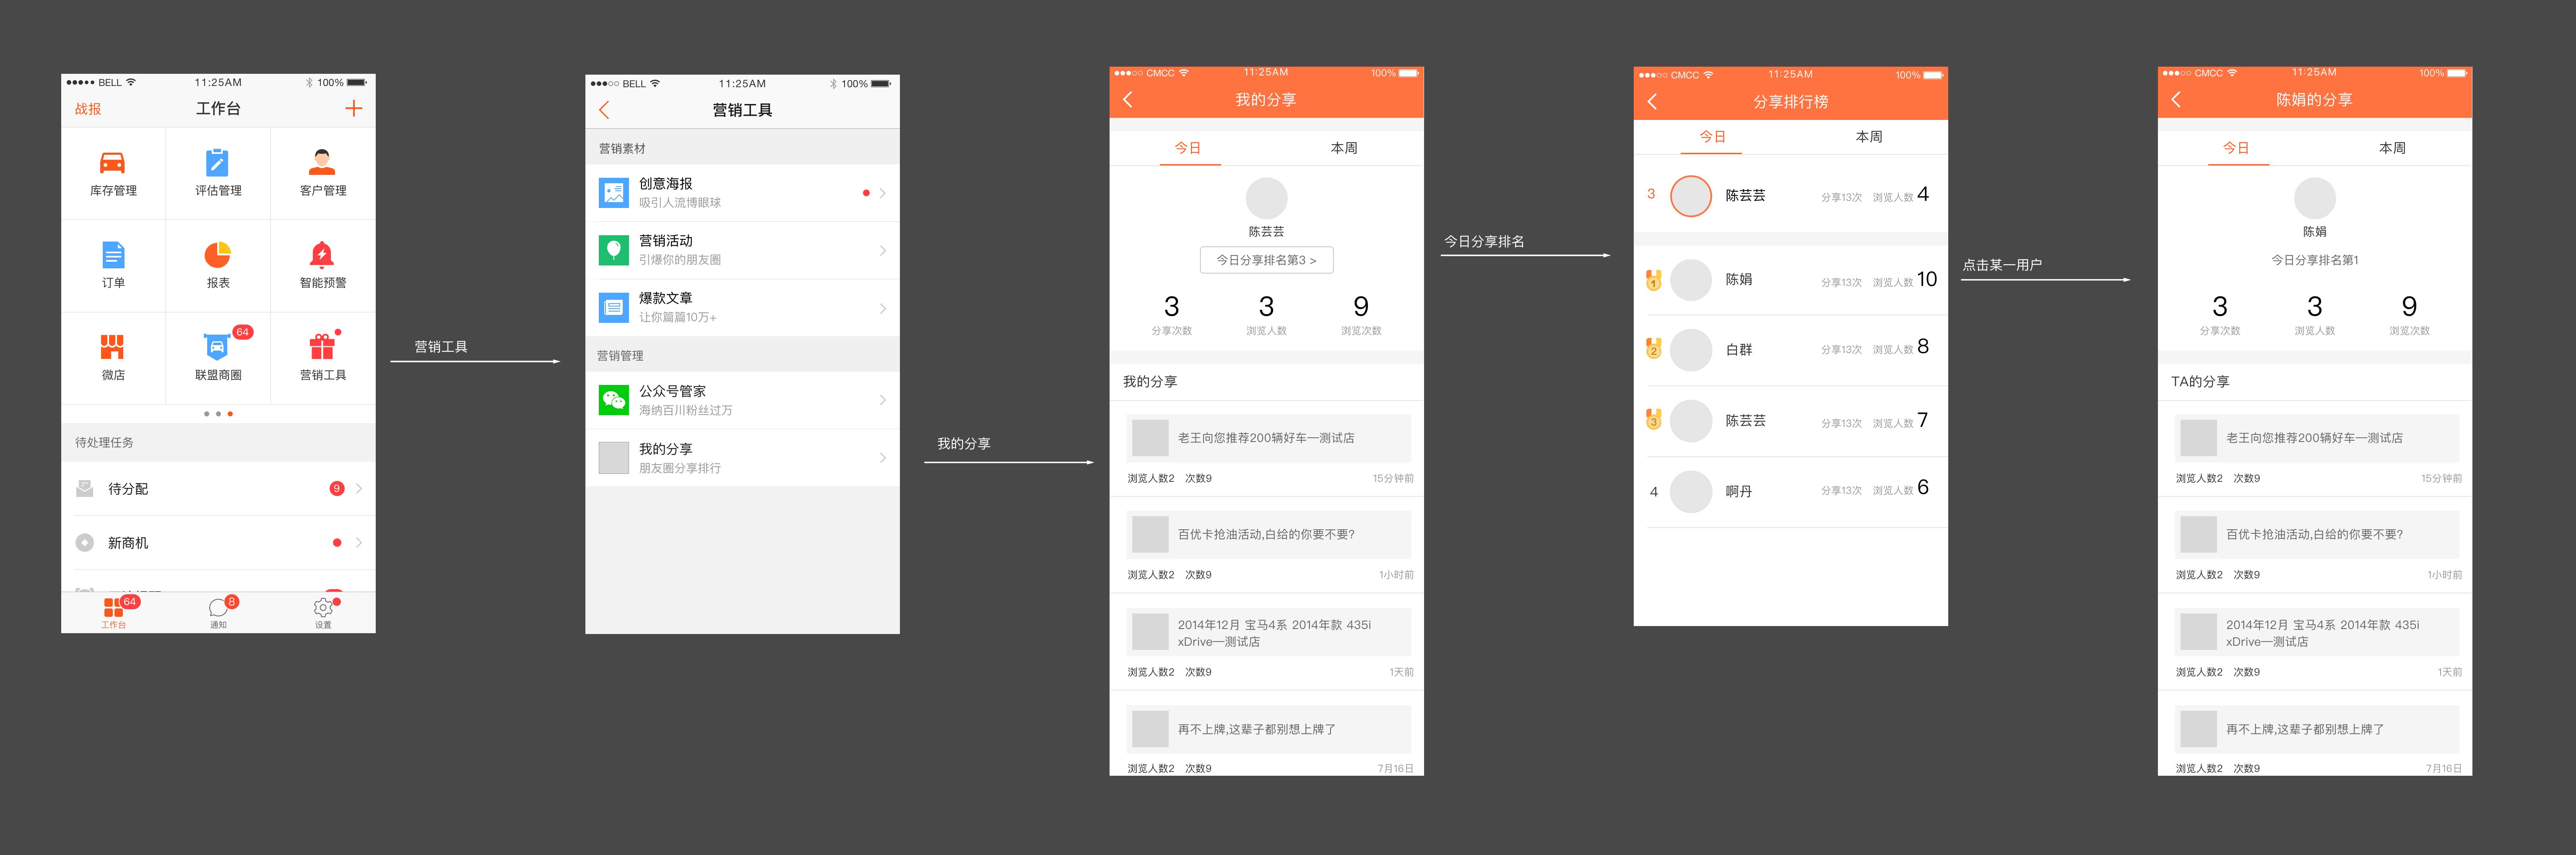 BELL 11:25AM 100%
战报 工作台
库存管理 评估管理 客户管理
订单 报表 智能预警
64
微店 联盟商圈 营销工具
待处理任务
待分配 9
新商机
64 8
工作台 通知 设置
营销工具
BELL 11:25AM 100%
营销工具
营销素材
创意海报
吸引人流博眼球
营销活动
引爆你的朋友圈
爆款文章
让你篇篇10万+
营销管理
公众号管家
海纳百川粉丝过万
我的分享
朋友圈分享排行
我的分享
CMCC 11:25AM 100%
我的分享
今日 本周
陈芸芸
今日分享排名第3 >
3 3 9
分享次数 浏览人数 浏览次数
我的分享
老王向您推荐200辆好车—测试店
浏览人数2 次数9 15分钟前
百优卡抢油活动,白给的你要不要?
浏览人数2 次数9 1小时前
2014年12月 宝马4系 2014年款 435i
xDrive—测试店
浏览人数2 次数9 1天前
再不上牌,这辈子都别想上牌了
浏览人数2 次数9 7月16日
今日分享排名
CMCC 11:25AM 100%
分享排行榜
今日 本周
3 陈芸芸 分享13次 浏览人数 4
1 陈娟 分享13次 浏览人数 10
2 白群 分享13次 浏览人数 8
3 陈芸芸 分享13次 浏览人数 7
4 啊丹 分享13次 浏览人数 6
点击某一用户
CMCC 11:25AM 100%
陈娟的分享
今日 本周
陈娟
今日分享排名第1
3 3 9
分享次数 浏览人数 浏览次数
TA的分享
老王向您推荐200辆好车—测试店
浏览人数2 次数9 15分钟前
百优卡抢油活动,白给的你要不要?
浏览人数2 次数9 1小时前
2014年12月 宝马4系 2014年款 435i
xDrive—测试店
浏览人数2 次数9 1天前
再不上牌,这辈子都别想上牌了
浏览人数2 次数9 7月16日